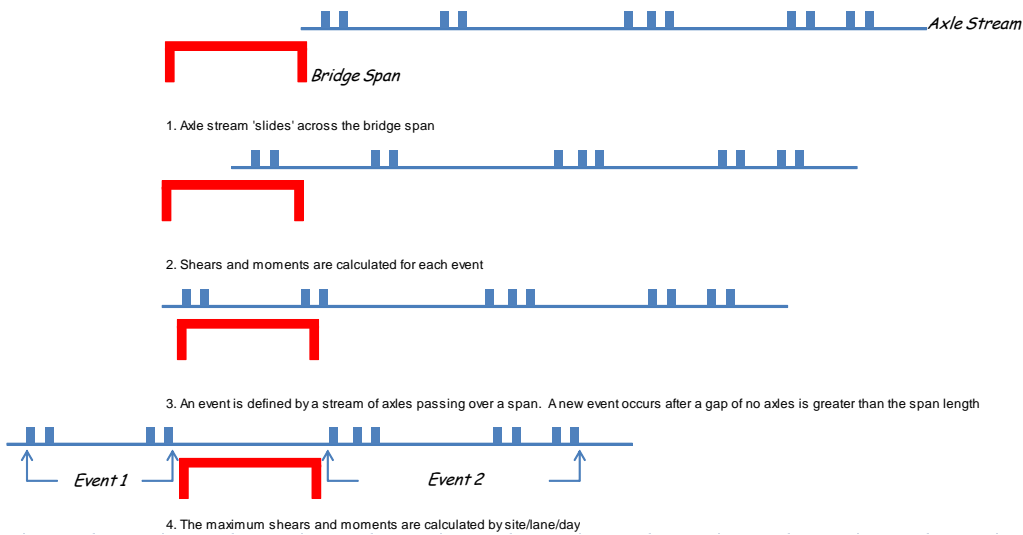 Axle Stream
Bridge Span
1. Axle stream 'slides' across the bridge span
2. Shears and moments are calculated for each event
3. An event is defined by a stream of axles passing over a span. A new event occurs after a gap of no axles is greater than the span length
Event 1
Event 2
4. The maximum shears and moments are calculated by site/lane/day